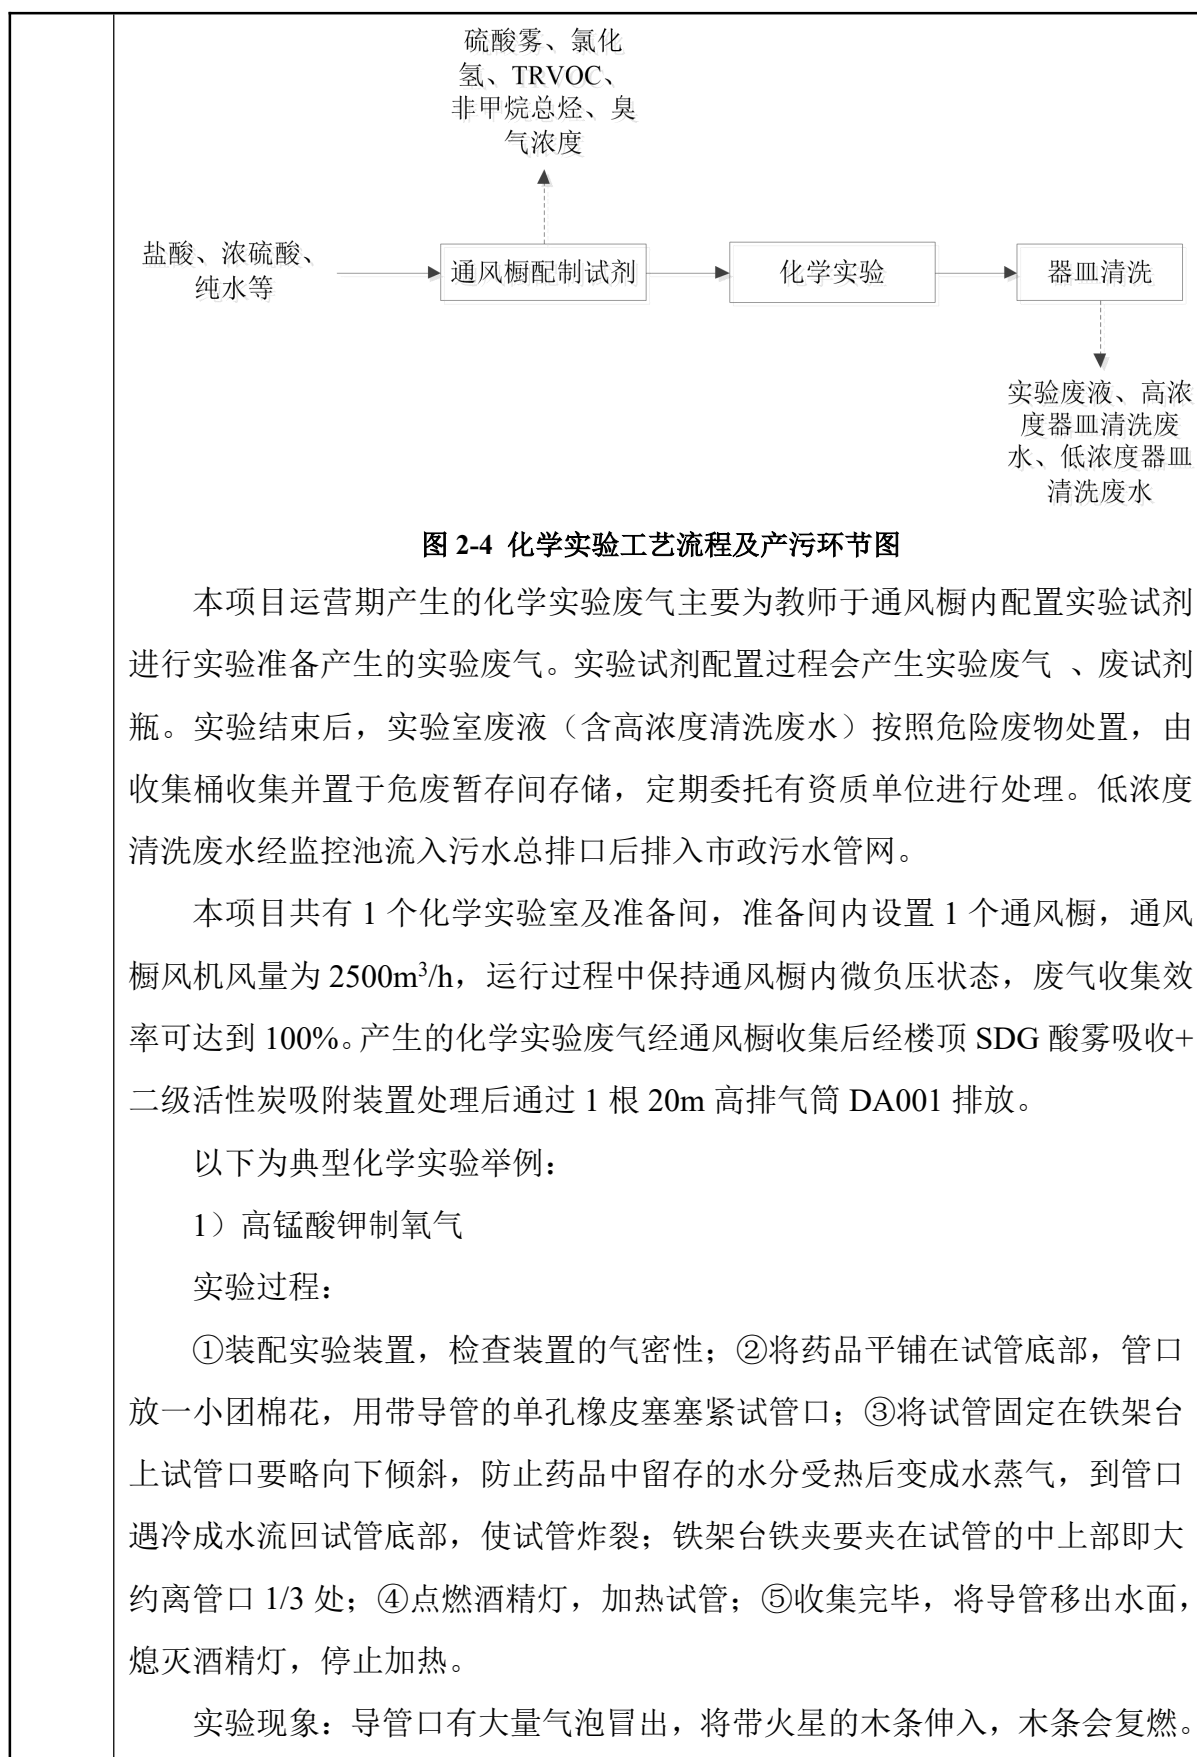 硫酸雾、氯化
氢、TRVOC、
非甲烷总烃、臭
气浓度
盐酸、浓硫酸、
纯水等
通风橱配制试剂
化学实验
器皿清洗
实验废液、高浓
度器皿清洗废
水、低浓度器皿
清洗废水
图 2-4 化学实验工艺流程及产污环节图
本项目运营期产生的化学实验废气主要为教师于通风橱内配置实验试剂
进行实验准备产生的实验废气。实验试剂配置过程会产生实验废气 、废试剂
瓶。实验结束后，实验室废液（含高浓度清洗废水）按照危险废物处置，由
收集桶收集并置于危废暂存间存储，定期委托有资质单位进行处理。低浓度
清洗废水经监控池流入污水总排口后排入市政污水管网。
本项目共有 1 个化学实验室及准备间，准备间内设置 1 个通风橱，通风
橱风机风量为 2500m³/h，运行过程中保持通风橱内微负压状态，废气收集效
率可达到 100%。产生的化学实验废气经通风橱收集后经楼顶 SDG 酸雾吸收+
二级活性炭吸附装置处理后通过 1 根 20m 高排气筒 DA001 排放。
以下为典型化学实验举例：
1）高锰酸钾制氧气
实验过程：
①装配实验装置，检查装置的气密性；②将药品平铺在试管底部，管口
放一小团棉花，用带导管的单孔橡皮塞塞紧试管口；③将试管固定在铁架台
上试管口要略向下倾斜，防止药品中留存的水分受热后变成水蒸气，到管口
遇冷成水流回试管底部，使试管炸裂；铁架台铁夹要夹在试管的中上部即大
约离管口 1/3 处；④点燃酒精灯，加热试管；⑤收集完毕，将导管移出水面，
熄灭酒精灯，停止加热。
实验现象：导管口有大量气泡冒出，将带火星的木条伸入，木条会复燃。